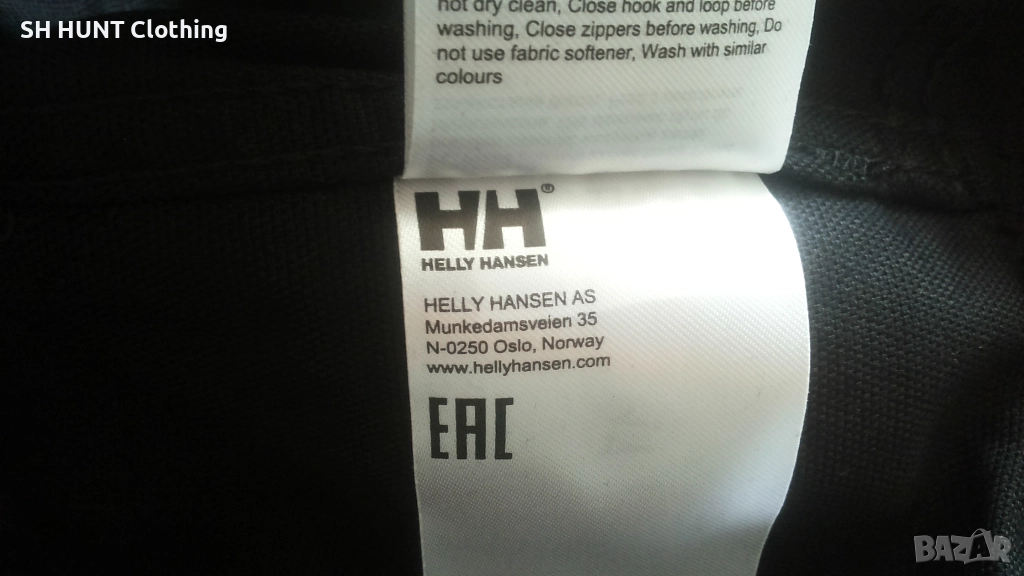 SH HUNT Clothing
not dry clean, Close hook and loop before
washing, Close zippers before washing, Do
not use fabric softener, Wash with similar
colours
HH®
HELLY HANSEN
HELLY HANSEN AS
Munkedamsveien 35
N-0250 Oslo, Norway
www.hellyhansen.com
EAC
BAZAR